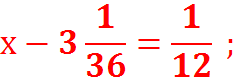 x − 3 1/36 = 1/12 ;